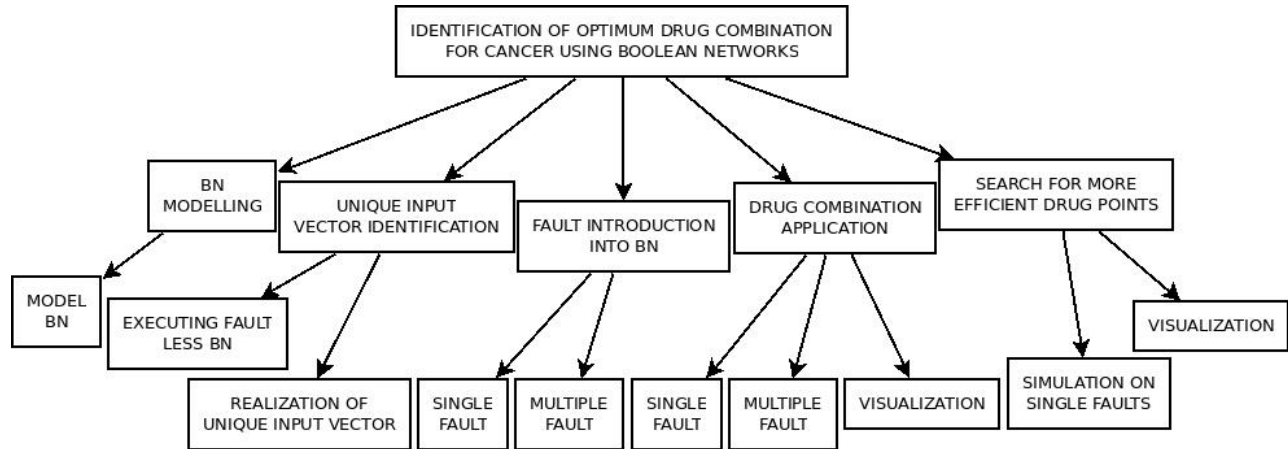 IDENTIFICATION OF OPTIMUM DRUG COMBINATION
FOR CANCER USING BOOLEAN NETWORKS
BN
MODELLING
UNIQUE INPUT
VECTOR IDENTIFICATION
FAULT INTRODUCTION
INTO BN
DRUG COMBINATION
APPLICATION
SEARCH FOR MORE
EFFICIENT DRUG POINTS
MODEL
BN
EXECUTING FAULT
LESS BN
REALIZATION OF
UNIQUE INPUT VECTOR
SINGLE
FAULT
MULTIPLE
FAULT
SINGLE
FAULT
MULTIPLE
FAULT
VISUALIZATION
SIMULATION ON
SINGLE FAULTS
VISUALIZATION